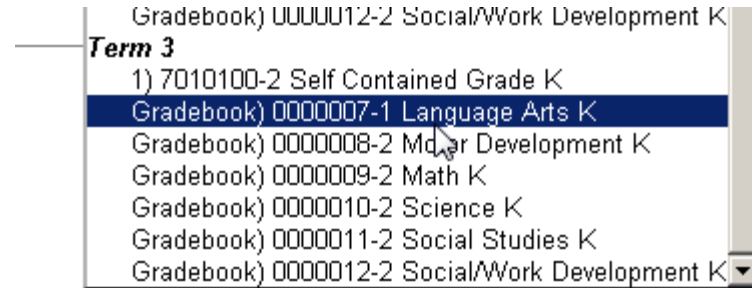 Gradebook) 0000012-2 Social/Work Development K
Term 3
1) 7010100-2 Self Contained Grade K
Gradebook) 0000007-1 Language Arts K
Gradebook) 0000008-2 Motor Development K
Gradebook) 0000009-2 Math K
Gradebook) 0000010-2 Science K
Gradebook) 0000011-2 Social Studies K
Gradebook) 0000012-2 Social/Work Development K